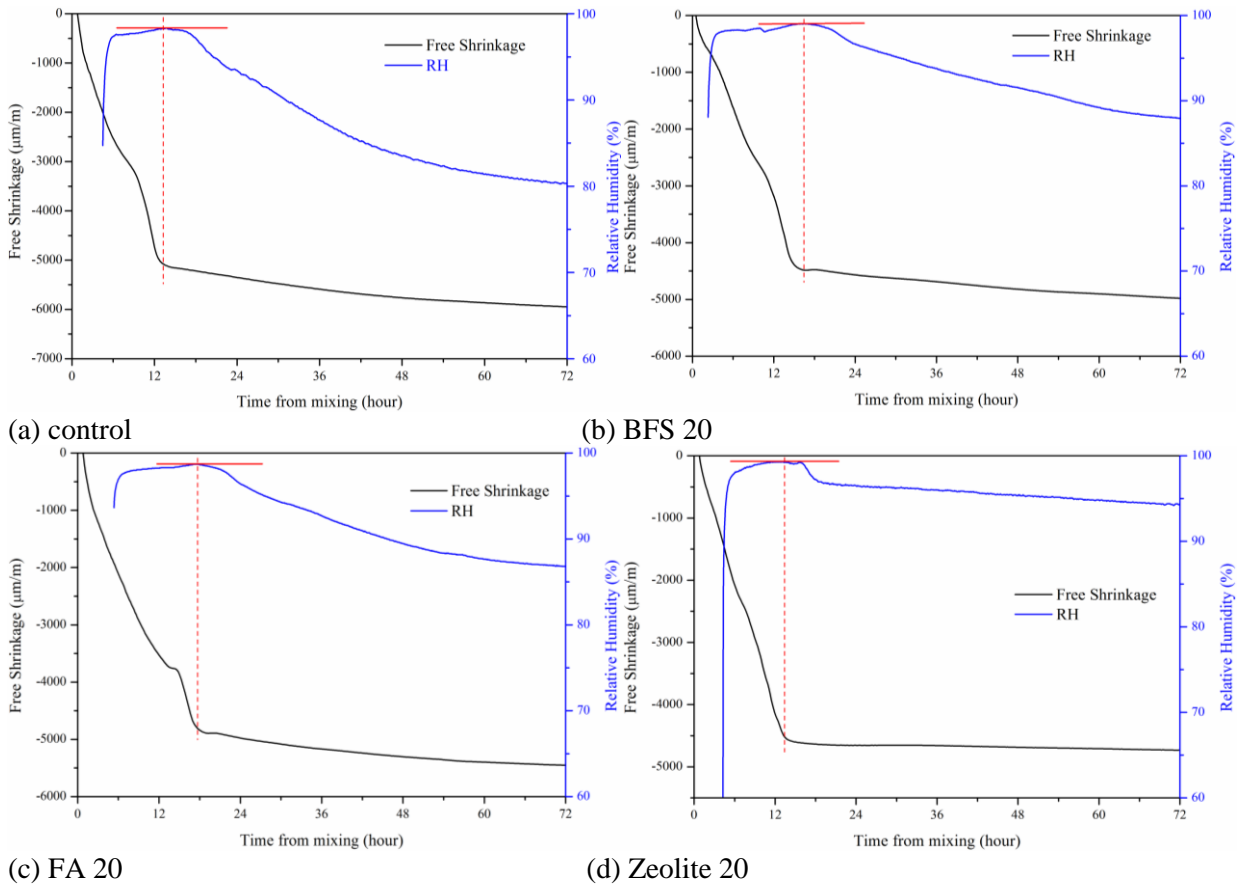 0
-1000
-2000
-3000
-4000
-5000
-6000
-7000
Free Shrinkage (μm/m)
Free Shrinkage
RH
100
90
80
70
60
Relative Humidity (%)
0 12 24 36 48 60 72
Time from mixing (hour)
(a) control
0
-1000
-2000
-3000
-4000
-5000
-6000
Free Shrinkage (μm/m)
Free Shrinkage
RH
100
90
80
70
60
Relative Humidity (%)
0 12 24 36 48 60 72
Time from mixing (hour)
(b) BFS 20
0
-1000
-2000
-3000
-4000
-5000
-6000
Free Shrinkage (μm/m)
Free Shrinkage
RH
100
90
80
70
60
Relative Humidity (%)
0 12 24 36 48 60 72
Time from mixing (hour)
(c) FA 20
0
-1000
-2000
-3000
-4000
-5000
Free Shrinkage (μm/m)
Free Shrinkage
RH
100
90
80
70
60
Relative Humidity (%)
0 12 24 36 48 60 72
Time from mixing (hour)
(d) Zeolite 20